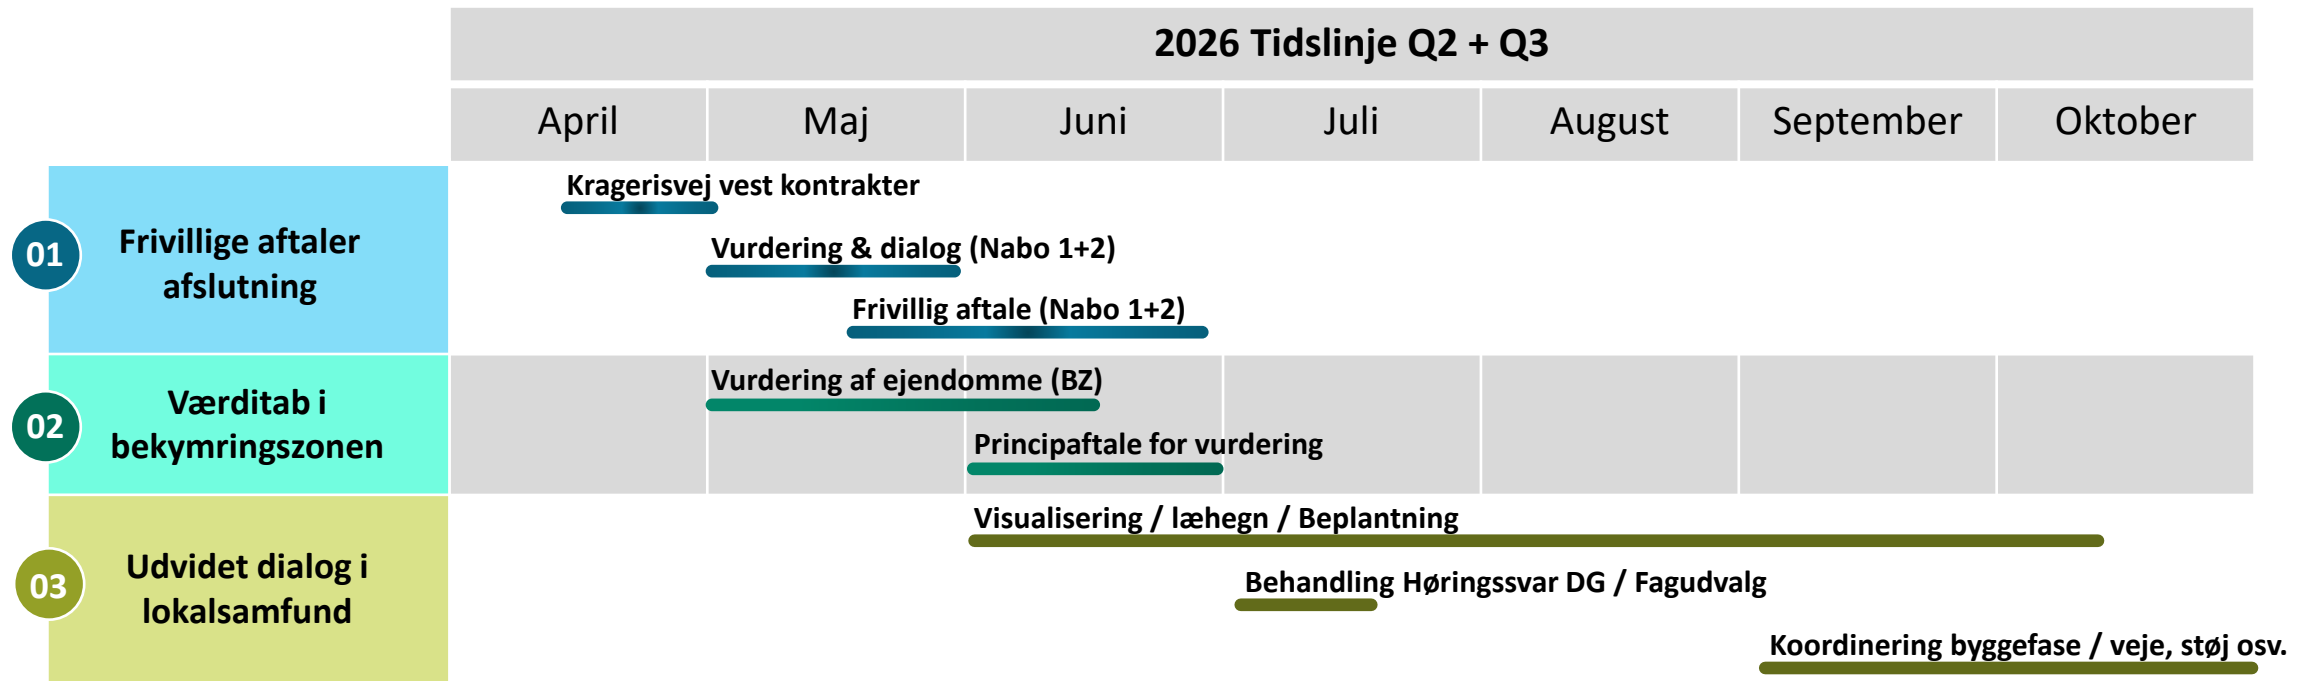 2026 Tidslinje Q2 + Q3
April
Maj
Juni
Juli
August
September
Oktober
01
Frivillige aftaler
afslutning
Kragerisvej vest kontrakter
Vurdering & dialog (Nabo 1+2)
Frivillig aftale (Nabo 1+2)
02
Værditab i
bekymringszonen
Vurdering af ejendomme (BZ)
Principaftale for vurdering
03
Udvidet dialog i
lokalsamfund
Visualisering / læhegn / Beplantning
Behandling Høringssvar DG / Fagudvalg
Koordinering byggefase / veje, støj osv.